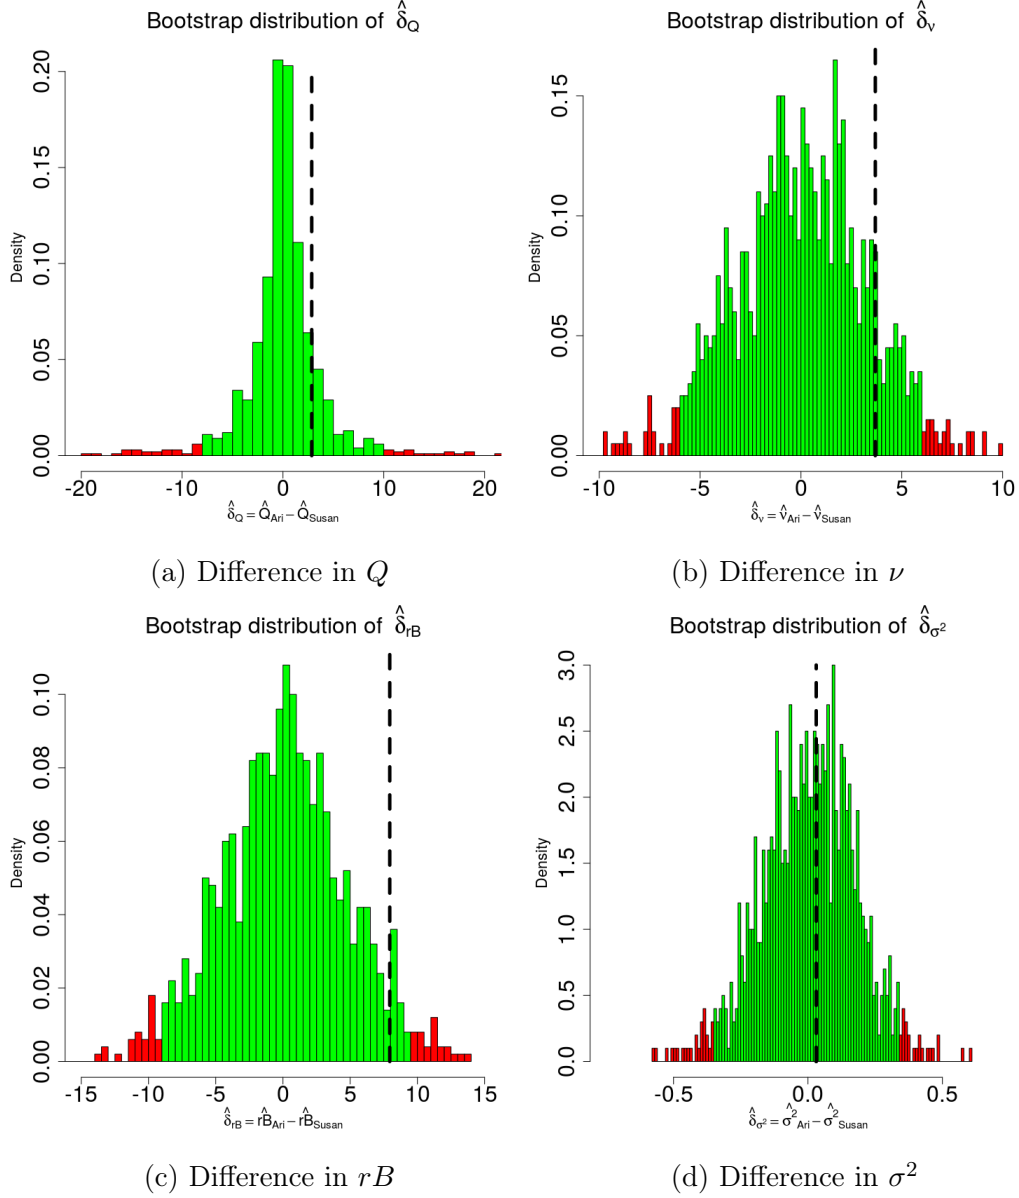 Bootstrap distribution of δ̂_Q
Density
0.00 0.05 0.10 0.15 0.20
-20 -10 0 10 20
δ̂_Q = Q̂_Ari − Q̂_Susan
(a) Difference in Q
Bootstrap distribution of δ̂_ν
Density
0.00 0.05 0.10 0.15
-10 -5 0 5 10
δ̂_ν = ν̂_Ari − ν̂_Susan
(b) Difference in ν
Bootstrap distribution of δ̂_rB
Density
0.00 0.02 0.04 0.06 0.08 0.10
-15 -10 -5 0 5 10 15
δ̂_rB = rB̂_Ari − rB̂_Susan
(c) Difference in rB
Bootstrap distribution of δ̂_σ²
Density
0.0 0.5 1.0 1.5 2.0 2.5 3.0
-0.5 0.0 0.5
δ̂_σ² = σ̂²_Ari − σ̂²_Susan
(d) Difference in σ²